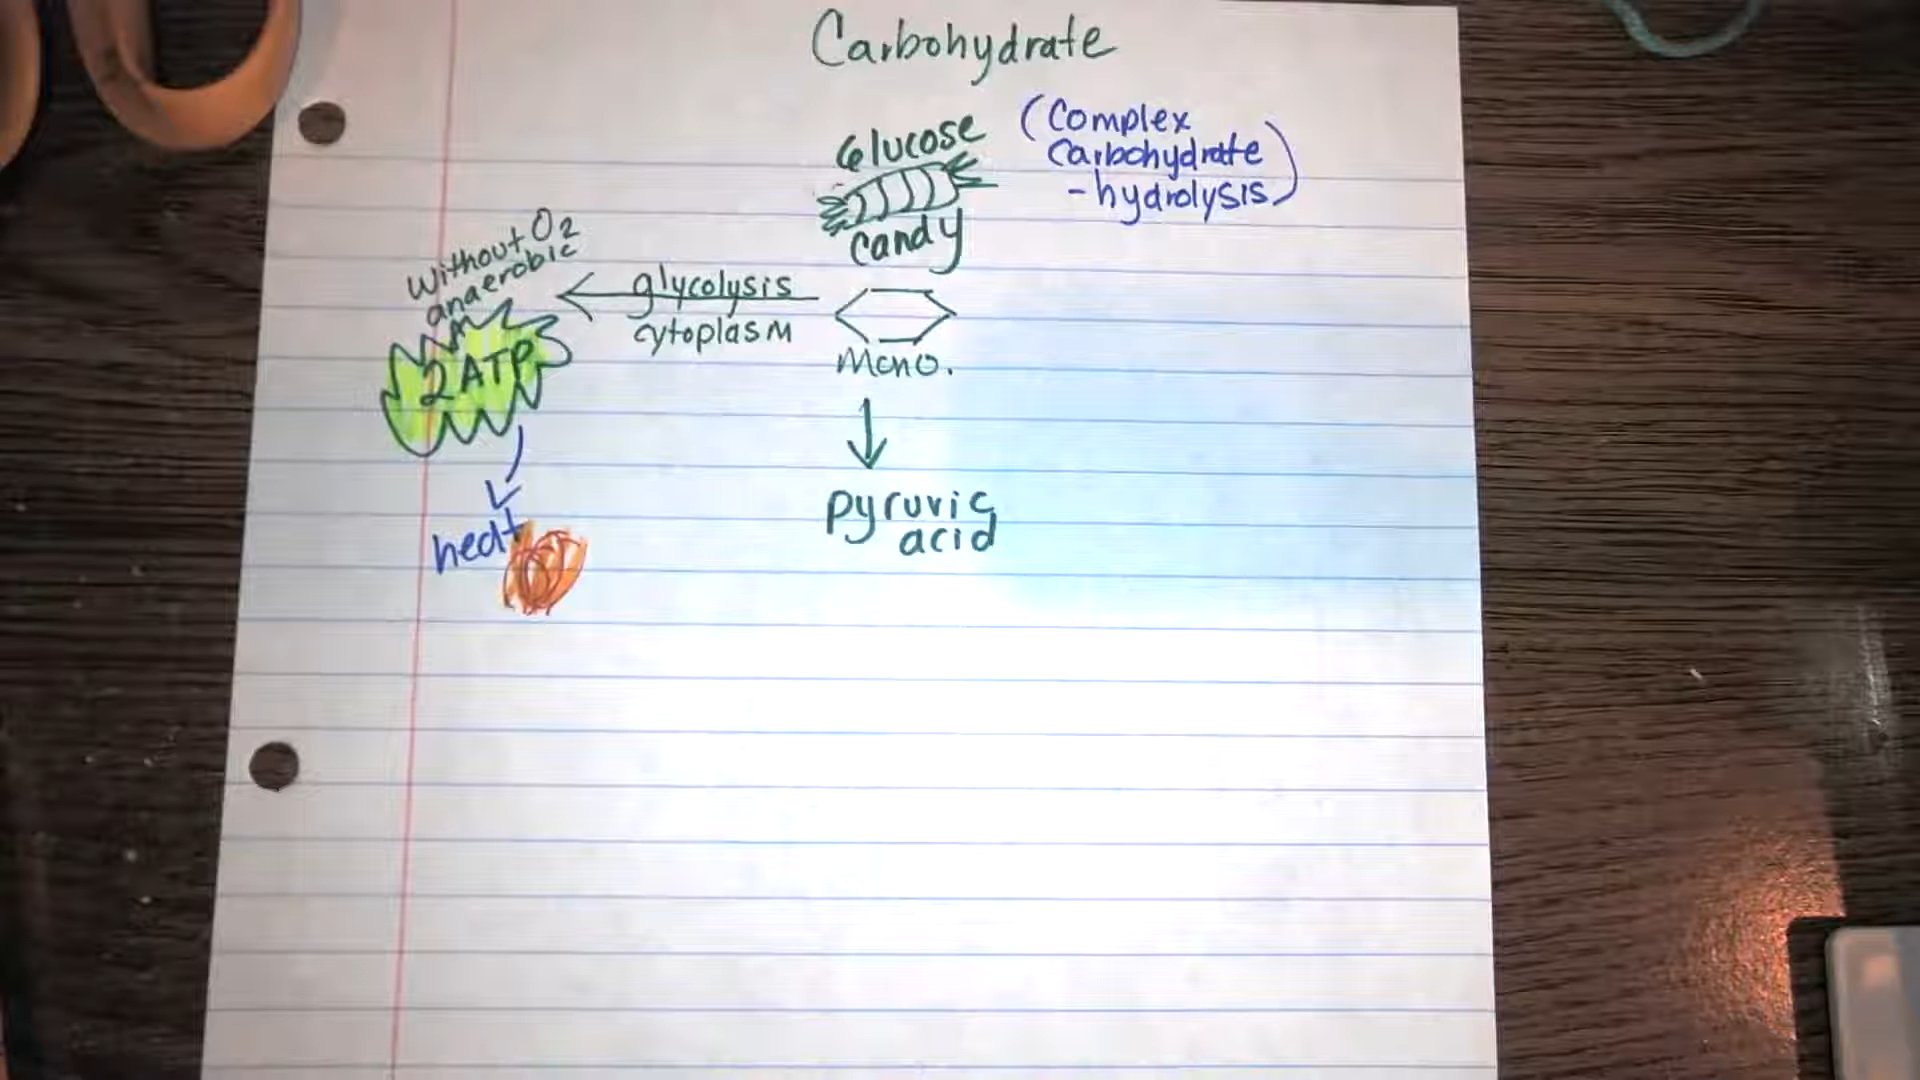 Carbohydrate
Glucose
candy
(Complex
Carbohydrate
-hydrolysis)
Without O2
anaerobic
2 ATP
heat
glycolysis
cytoplasm
Mono.
pyruvic
acid